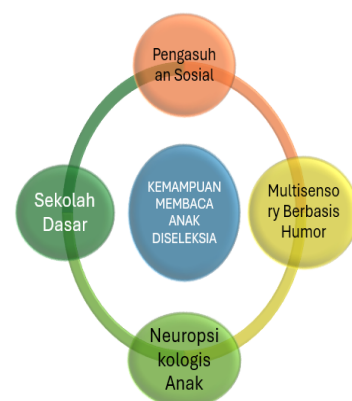 Pengasuh
an Sosial
Sekolah
Dasar
KEMAMPUAN
MEMBACA
ANAK
DISELEKSIA
Multisenso
ry Berbasis
Humor
Neuropsi
kologis
Anak